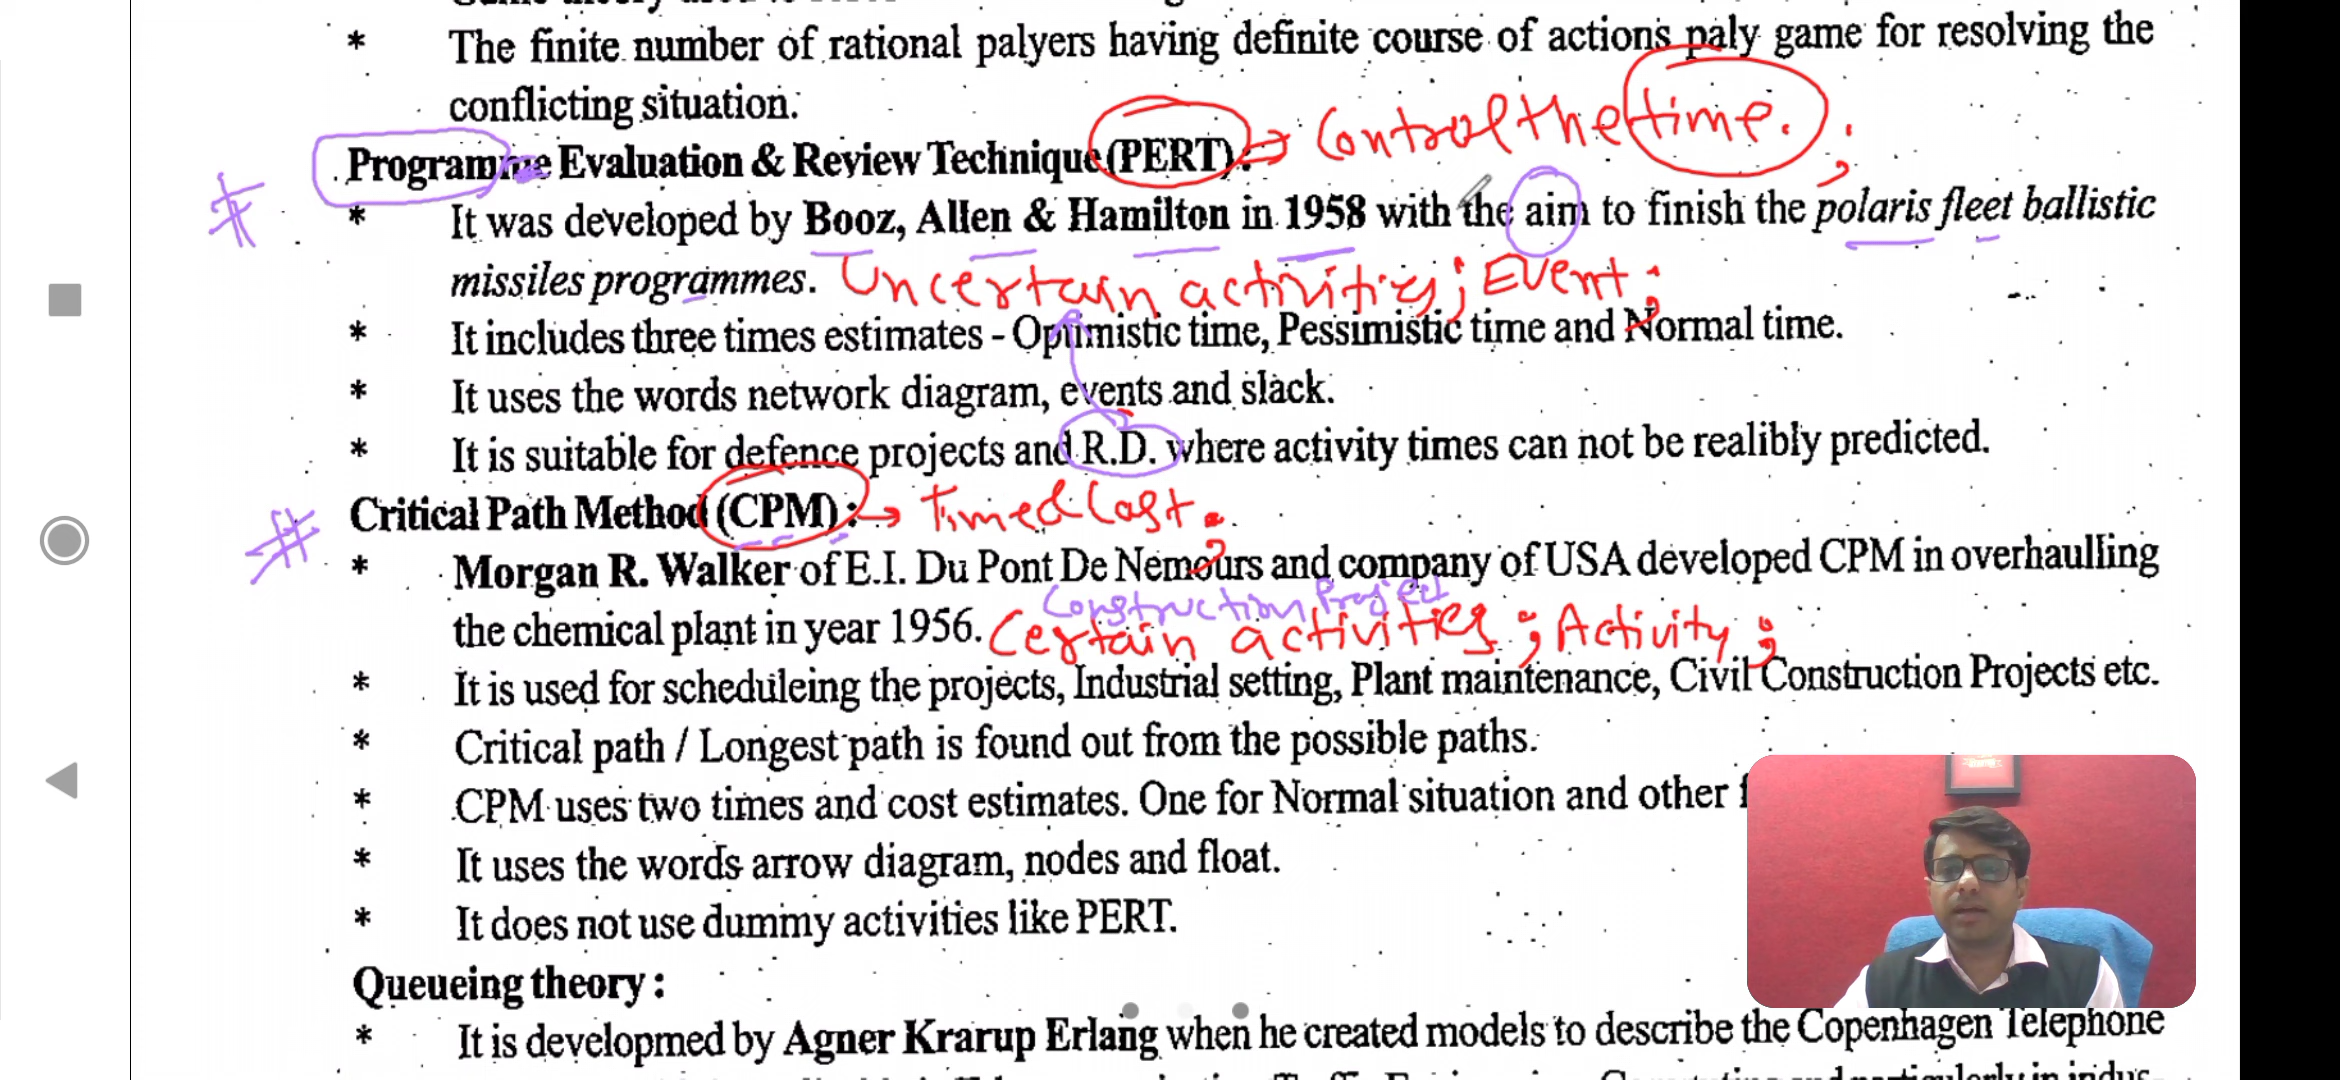 * The finite number of rational palyers having definite course of actions paly game for resolving the
conflicting situation.
Control the time.
Programme Evaluation & Review Technique (PERT) :
* It was developed by Booz, Allen & Hamilton in 1958 with the aim to finish the polaris fleet ballistic
missiles programmes. Uncertain activities; Event;
* It includes three times estimates - Optimistic time, Pessimistic time and Normal time.
* It uses the words network diagram, events and slack.
* It is suitable for defence projects and R.D. where activity times can not be realibly predicted.
Critical Path Method (CPM) :
* Morgan R. Walker of E.I. Du Pont De Nemours and company of USA developed CPM in overhaulling
Construction Project
the chemical plant in year 1956. Certain activities ; Activity ;
* It is used for scheduleing the projects, Industrial setting, Plant maintenance, Civil Construction Projects etc.
* Critical path / Longest path is found out from the possible paths.
* CPM uses two times and cost estimates. One for Normal situation and other
* It uses the words arrow diagram, nodes and float.
* It does not use dummy activities like PERT.
Queueing theory :
* It is developmed by Agner Krarup Erlang when he created models to describe the Copenhagen Telephone